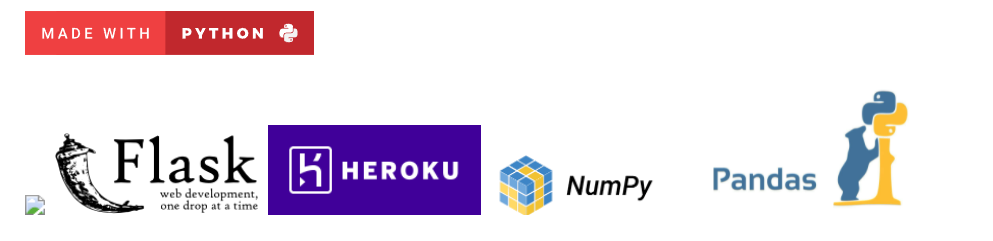 MADE WITH PYTHON
Flask
web development,
one drop at a time
HEROKU
NumPy
Pandas